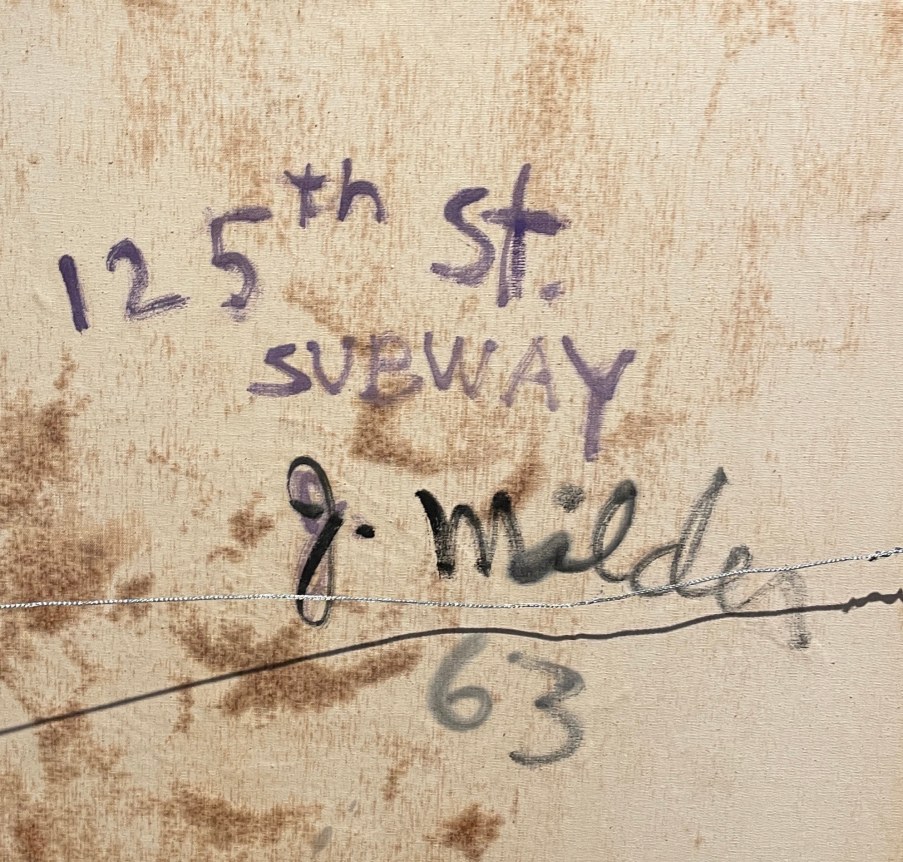 125th St.
SUBWAY
J. Milder
63